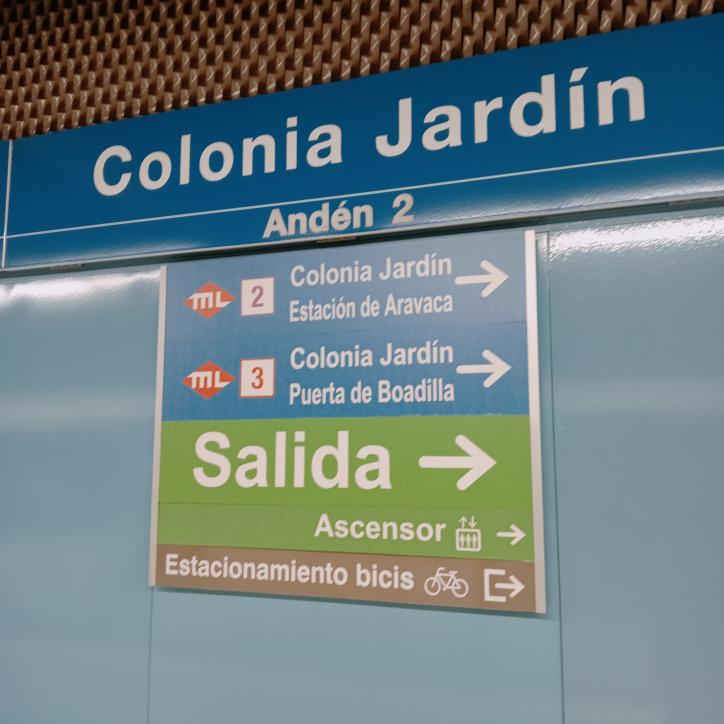 Colonia Jardín
Andén 2
ML 2 Colonia Jardín
Estación de Aravaca
ML 3 Colonia Jardín
Puerta de Boadilla
Salida
Ascensor
Estacionamiento bicis